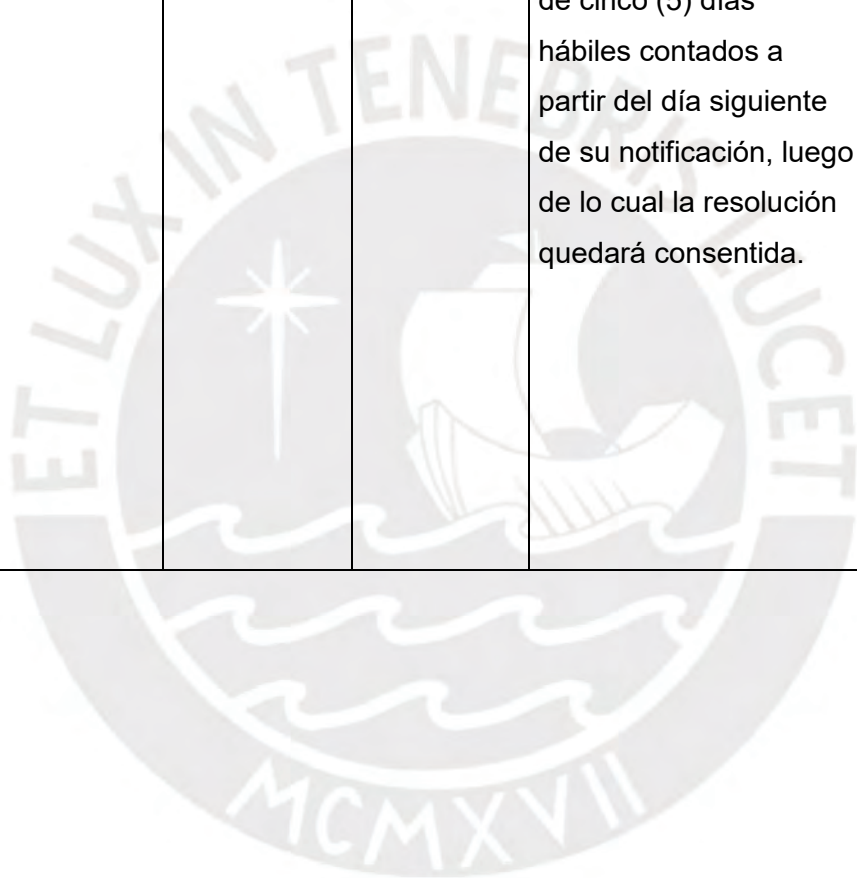 de cinco (5) días
hábiles contados a
partir del día siguiente
de su notificación, luego
de lo cual la resolución
quedará consentida.
ET LUX IN TENEBRIS LUCET
MCMXVII